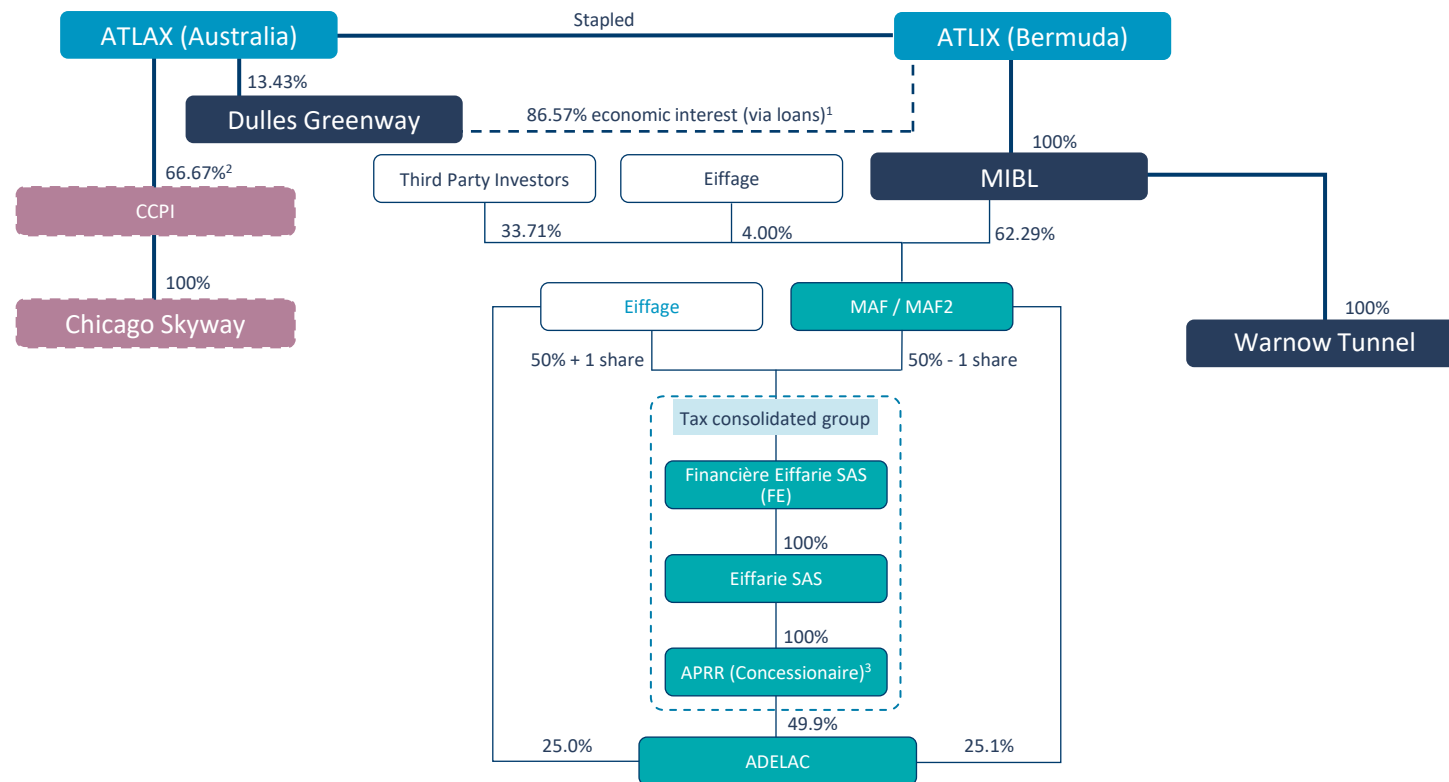 Stapled
ATLAX (Australia)
ATLIX (Bermuda)
13.43%
Dulles Greenway
86.57% economic interest (via loans)¹
100%
66.67%²
Third Party Investors
Eiffage
MIBL
CCPI
33.71%
4.00%
62.29%
100%
Chicago Skyway
Eiffage
MAF / MAF2
100%
Warnow Tunnel
50% + 1 share
50% - 1 share
Tax consolidated group
Financière Eiffarie SAS
(FE)
100%
Eiffarie SAS
100%
APRR (Concessionaire)³
49.9%
25.0%
25.1%
ADELAC